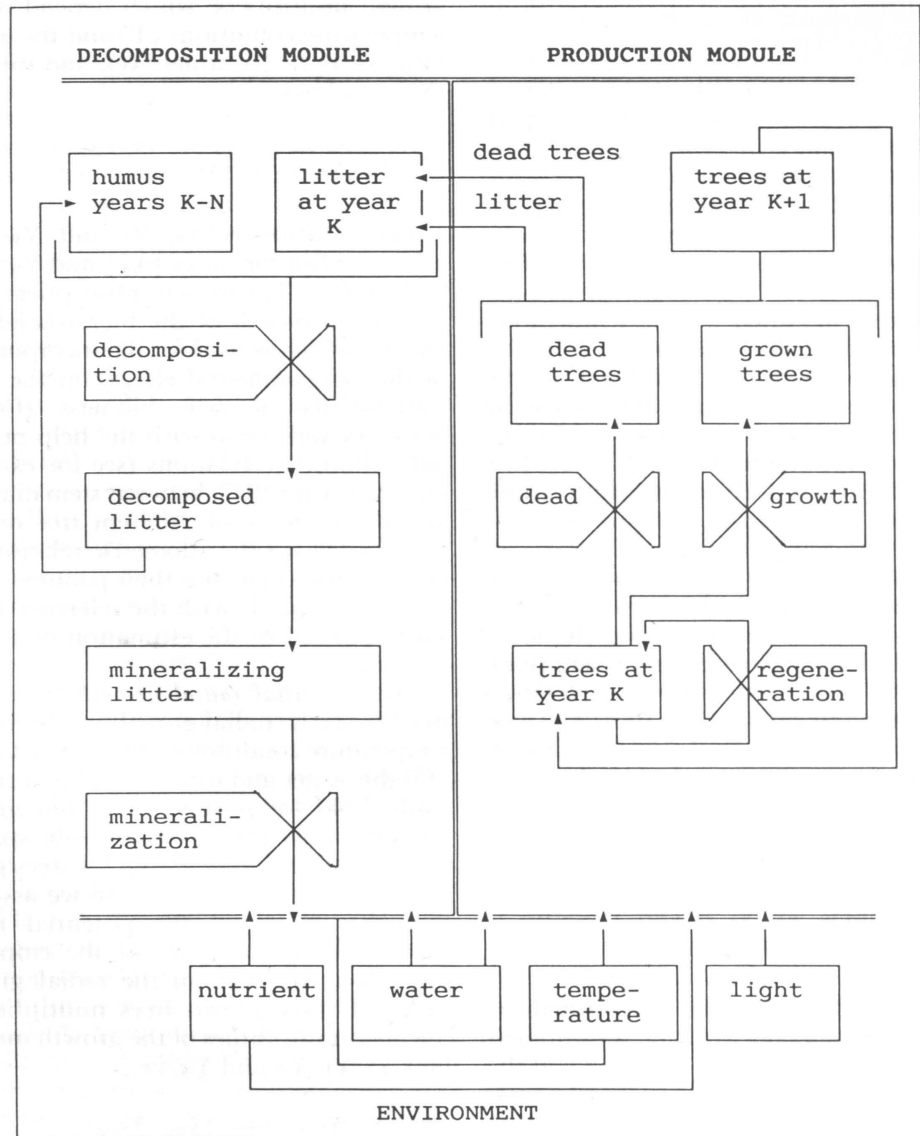 DECOMPOSITION MODULE
PRODUCTION MODULE
humus
years K-N
litter
at year
K
dead trees
litter
trees at
year K+1
decomposi-
tion
dead
trees
grown
trees
decomposed
litter
dead
growth
mineralizing
litter
trees at
year K
regene-
ration
minerali-
zation
nutrient
water
tempe-
rature
light
ENVIRONMENT